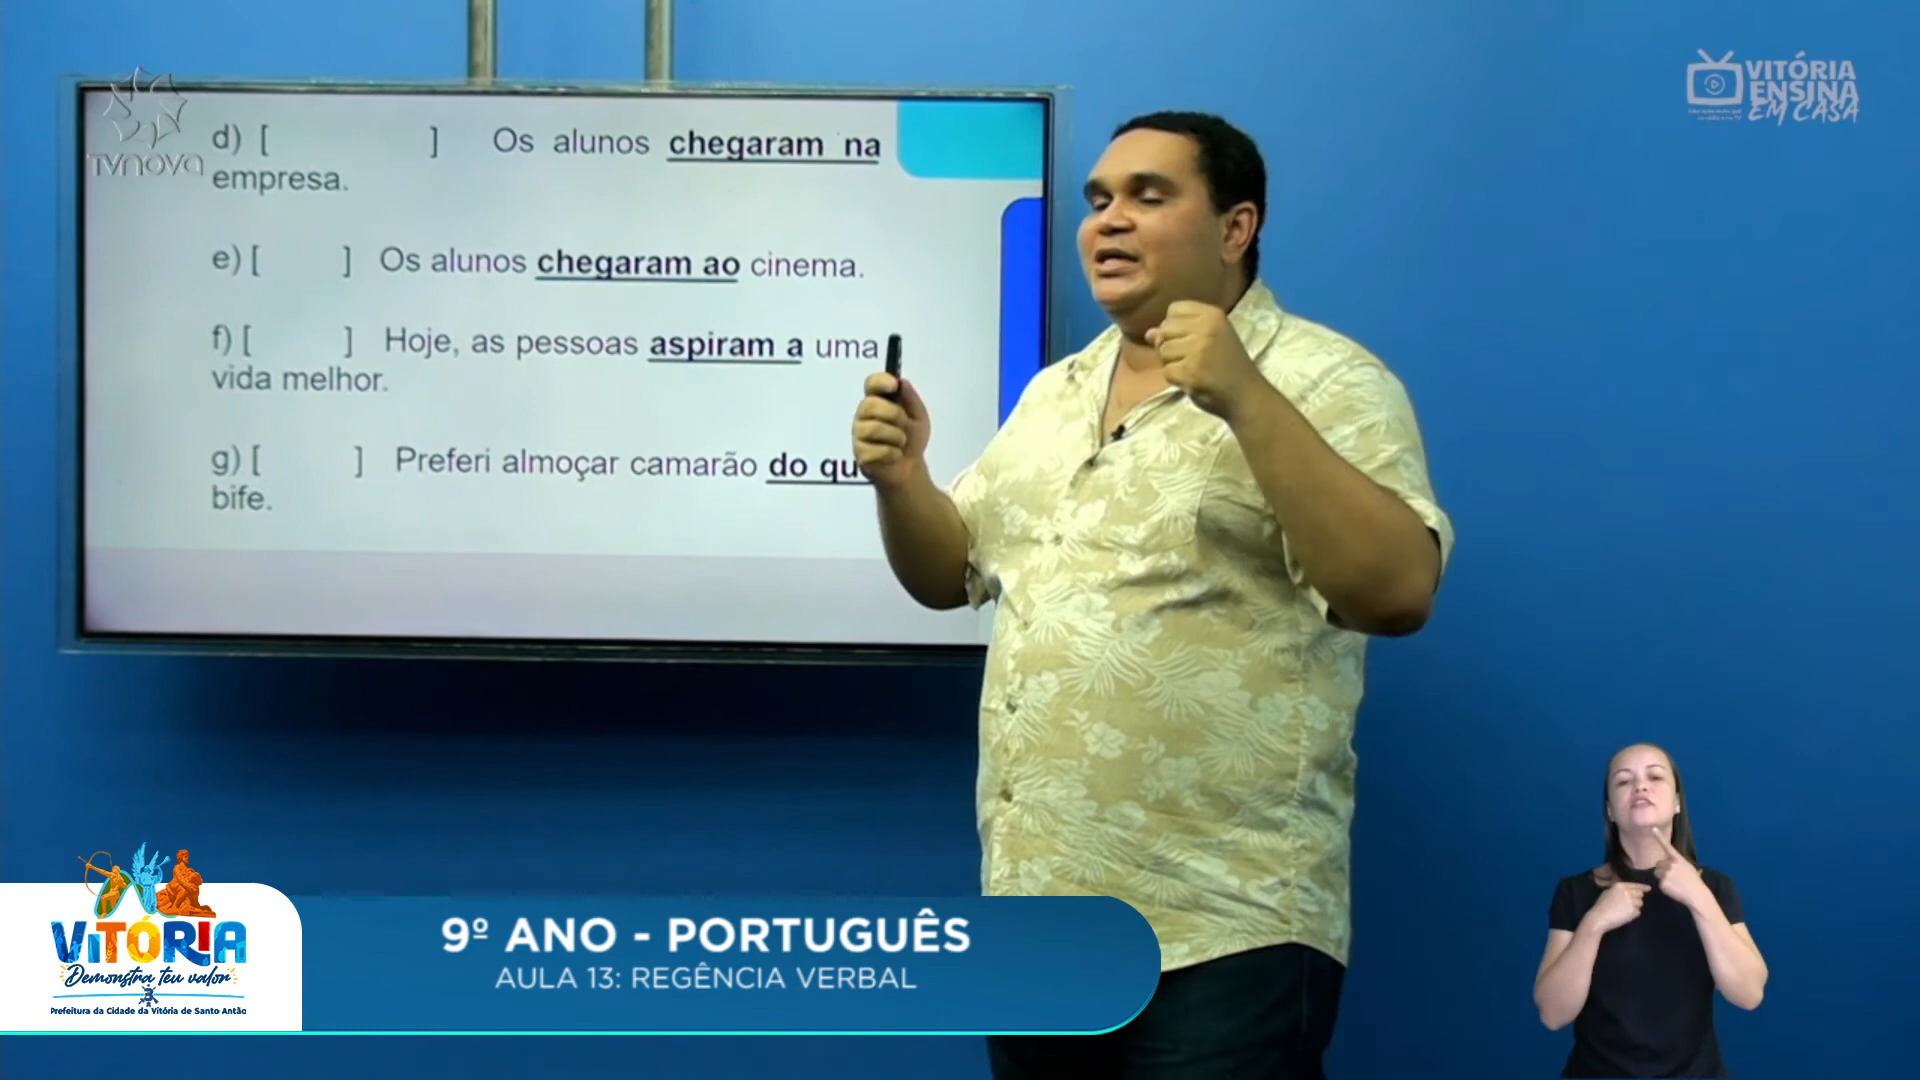 d) [ ] Os alunos chegaram na
empresa.
e) [ ] Os alunos chegaram ao cinema.
f) [ ] Hoje, as pessoas aspiram a uma
vida melhor.
g) [ ] Preferi almoçar camarão do que
bife.
TVNOVA
VITÓRIA
ENSINA
EM CASA
VITÓRIA
Demonstra teu valor
Prefeitura da Cidade da Vitória de Santo Antão
9º ANO - PORTUGUÊS
AULA 13: REGÊNCIA VERBAL